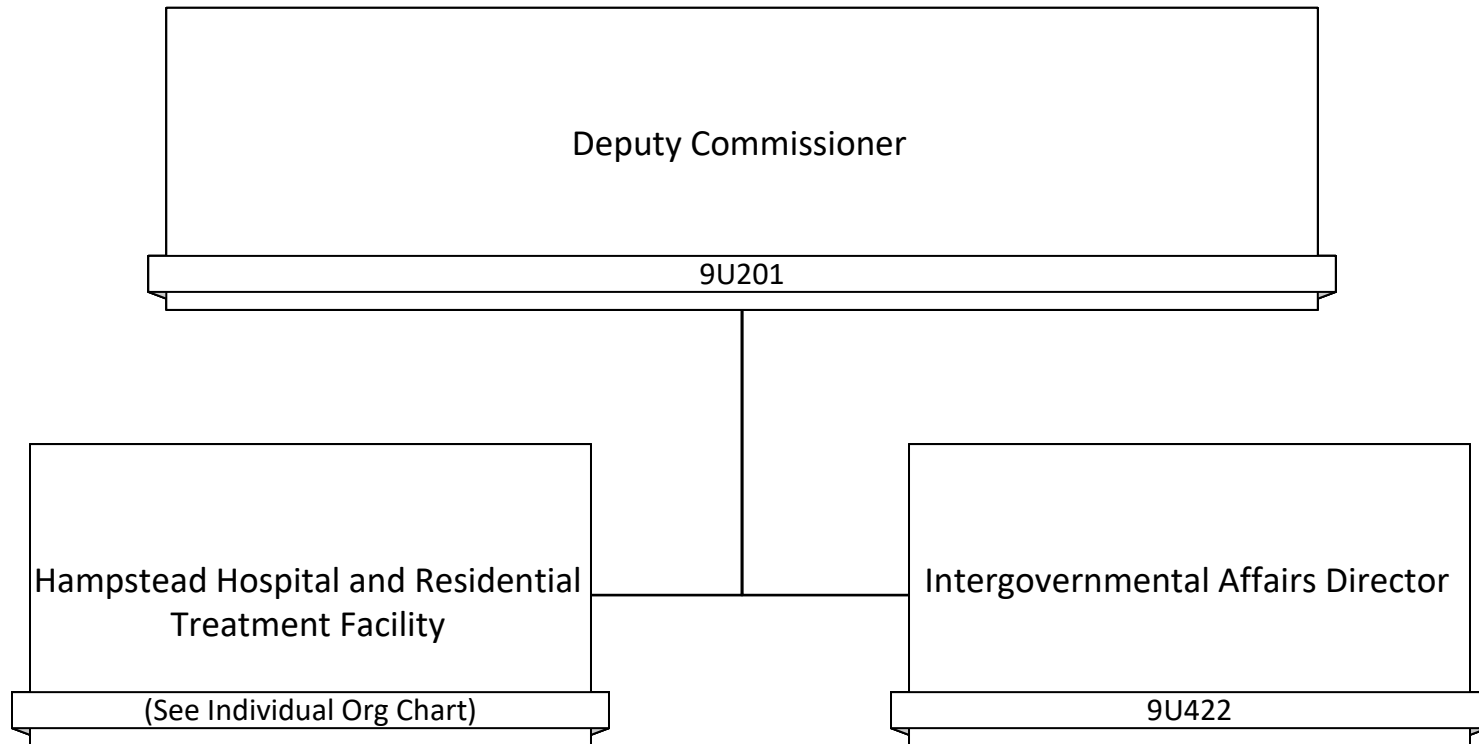 Deputy Commissioner
9U201
Hampstead Hospital and Residential
Treatment Facility
(See Individual Org Chart)
Intergovernmental Affairs Director
9U422